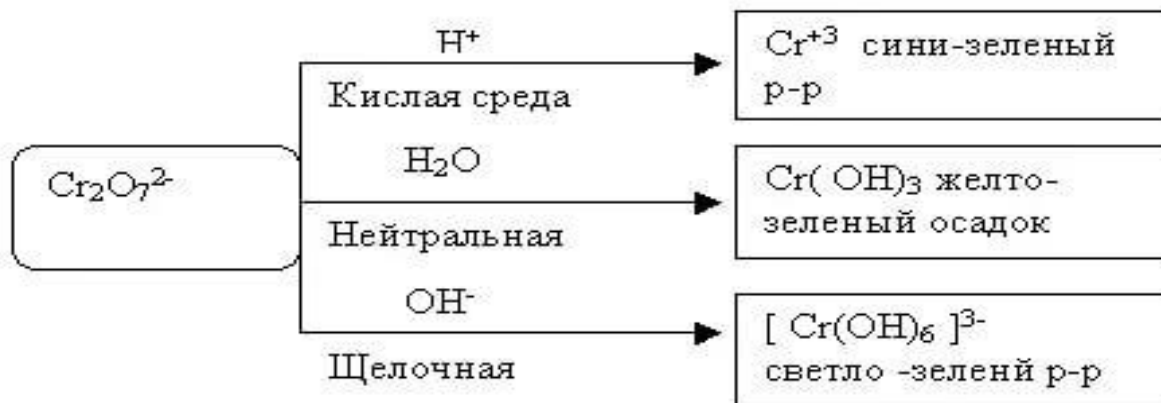 Cr₂O₇²⁻
H⁺
Кислая среда
H₂O
Нейтральная
OH⁻
Щелочная
Cr⁺³ сини-зеленый
р-р
Cr( OH)₃ желто-
зеленый осадок
[ Cr(OH)₆ ]³⁻
светло -зеленй р-р